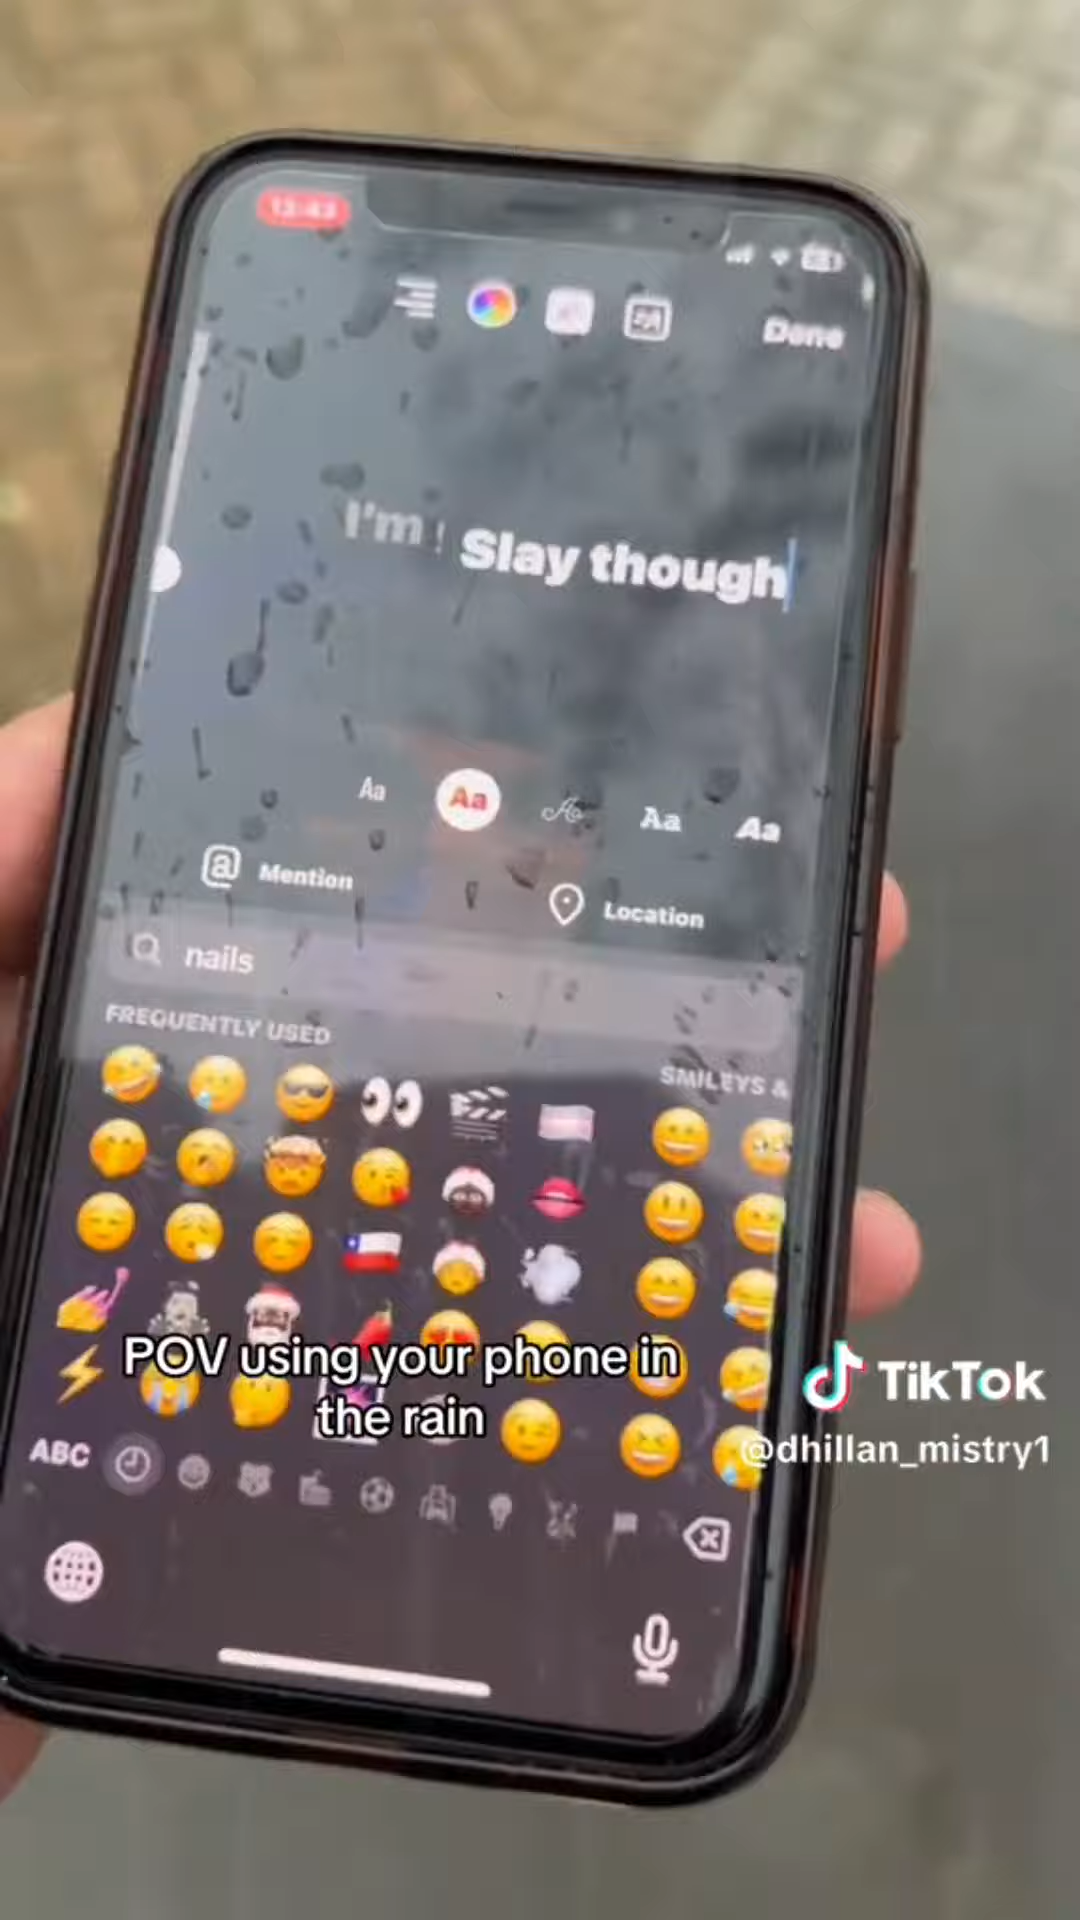 12:43
Done
I'm ! Slay though
Aa Aa Aa Aa Aa
@ Mention
Location
nails
FREQUENTLY USED
SMILEYS &
POV using your phone in
the rain
TikTok
@dhillan_mistry1
ABC